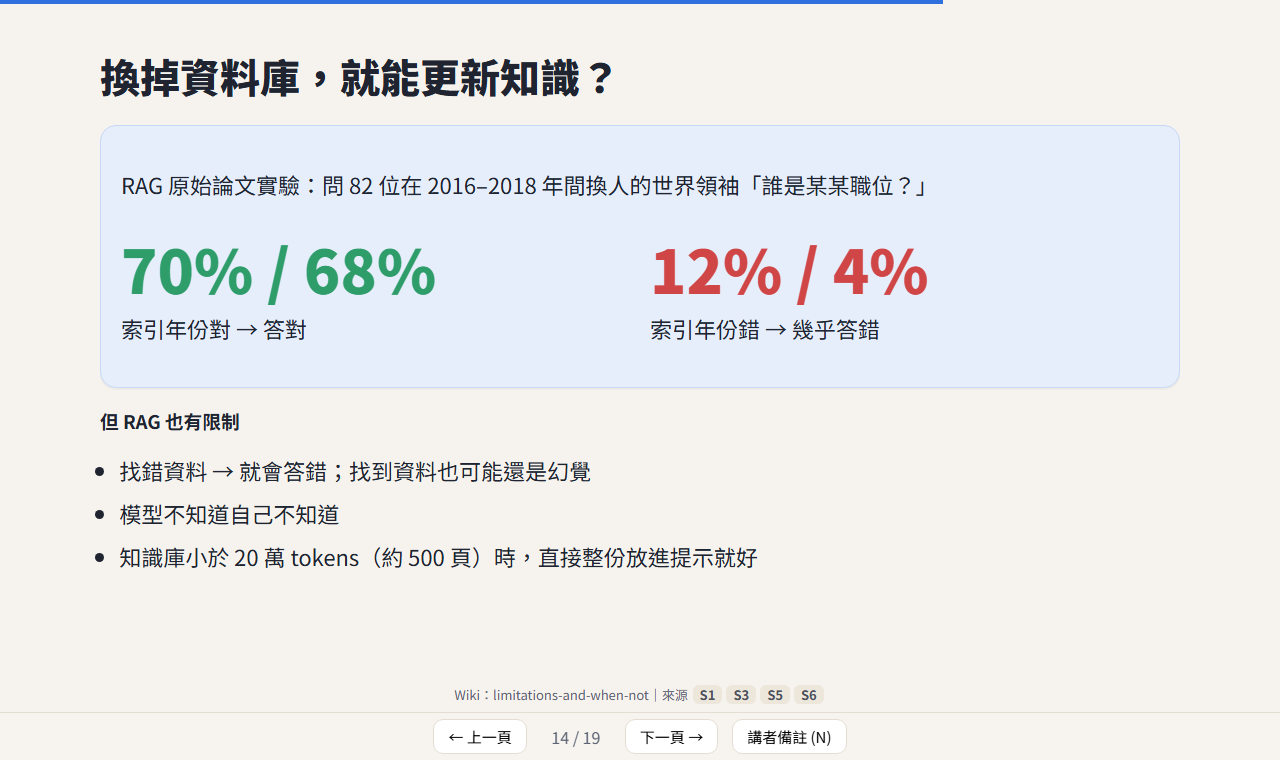 換掉資料庫，就能更新知識？
RAG 原始論文實驗：問 82 位在 2016–2018 年間換人的世界領袖「誰是某某職位？」
70% / 68%
索引年份對 → 答對
12% / 4%
索引年份錯 → 幾乎答錯
但 RAG 也有限制
找錯資料 → 就會答錯；找到資料也可能還是幻覺
模型不知道自己不知道
知識庫小於 20 萬 tokens（約 500 頁）時，直接整份放進提示就好
Wiki：limitations-and-when-not｜來源 S1 S3 S5 S6
← 上一頁 14 / 19 下一頁 → 講者備註 (N)